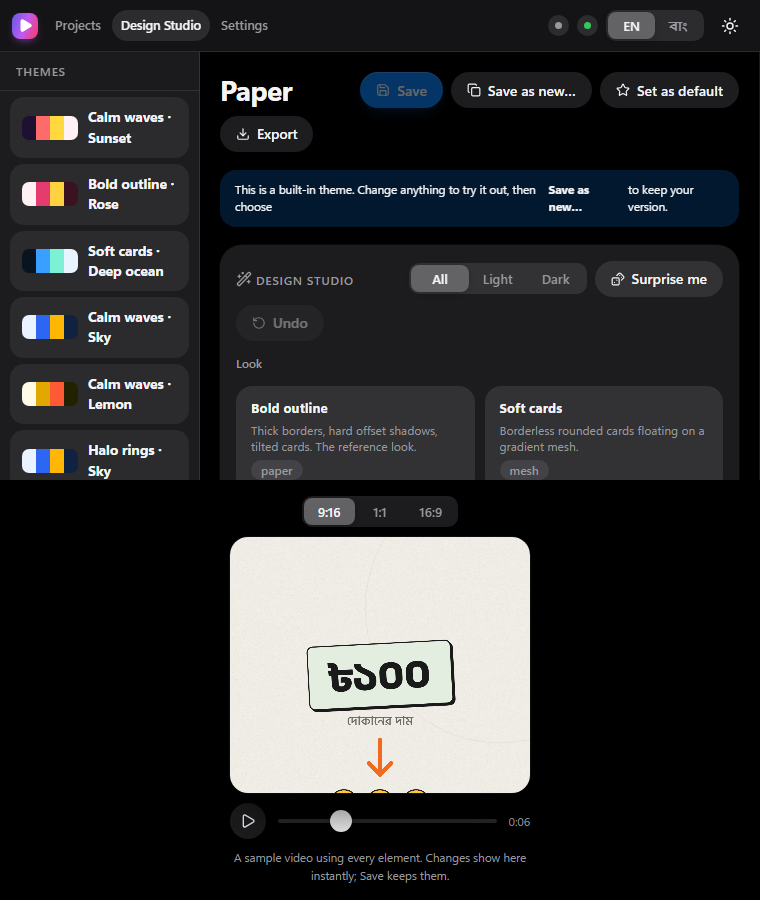 Projects
Design Studio
Settings
EN
বাং
THEMES
Calm waves ·
Sunset
Bold outline ·
Rose
Soft cards ·
Deep ocean
Calm waves ·
Sky
Calm waves ·
Lemon
Halo rings ·
Sky
Paper
Save
Save as new...
Set as default
Export
This is a built-in theme. Change anything to try it out, then
choose
Save as
new...
to keep your
version.
DESIGN STUDIO
All
Light
Dark
Surprise me
Undo
Look
Bold outline
Thick borders, hard offset shadows,
tilted cards. The reference look.
paper
Soft cards
Borderless rounded cards floating on a
gradient mesh.
mesh
9:16
1:1
16:9
৳১০০
দোকানের দাম
0:06
A sample video using every element. Changes show here
instantly; Save keeps them.